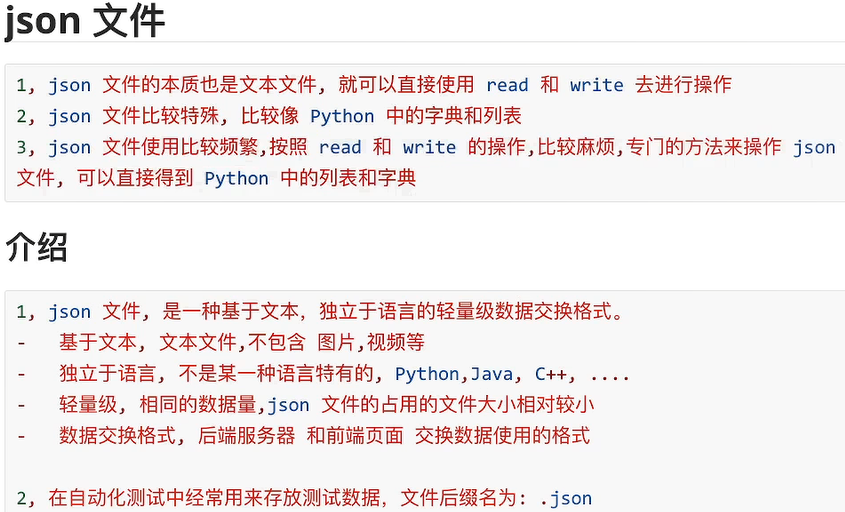 json 文件
1, json 文件的本质也是文本文件, 就可以直接使用 read 和 write 去进行操作
2, json 文件比较特殊, 比较像 Python 中的字典和列表
3, json 文件使用比较频繁,按照 read 和 write 的操作,比较麻烦,专门的方法来操作 json
文件, 可以直接得到 Python 中的列表和字典
介绍
1, json 文件, 是一种基于文本, 独立于语言的轻量级数据交换格式。
- 基于文本, 文本文件,不包含 图片,视频等
- 独立于语言, 不是某一种语言特有的, Python,Java, C++, ....
- 轻量级, 相同的数据量,json 文件的占用的文件大小相对较小
- 数据交换格式, 后端服务器 和前端页面 交换数据使用的格式
2, 在自动化测试中经常用来存放测试数据, 文件后缀名为: .json